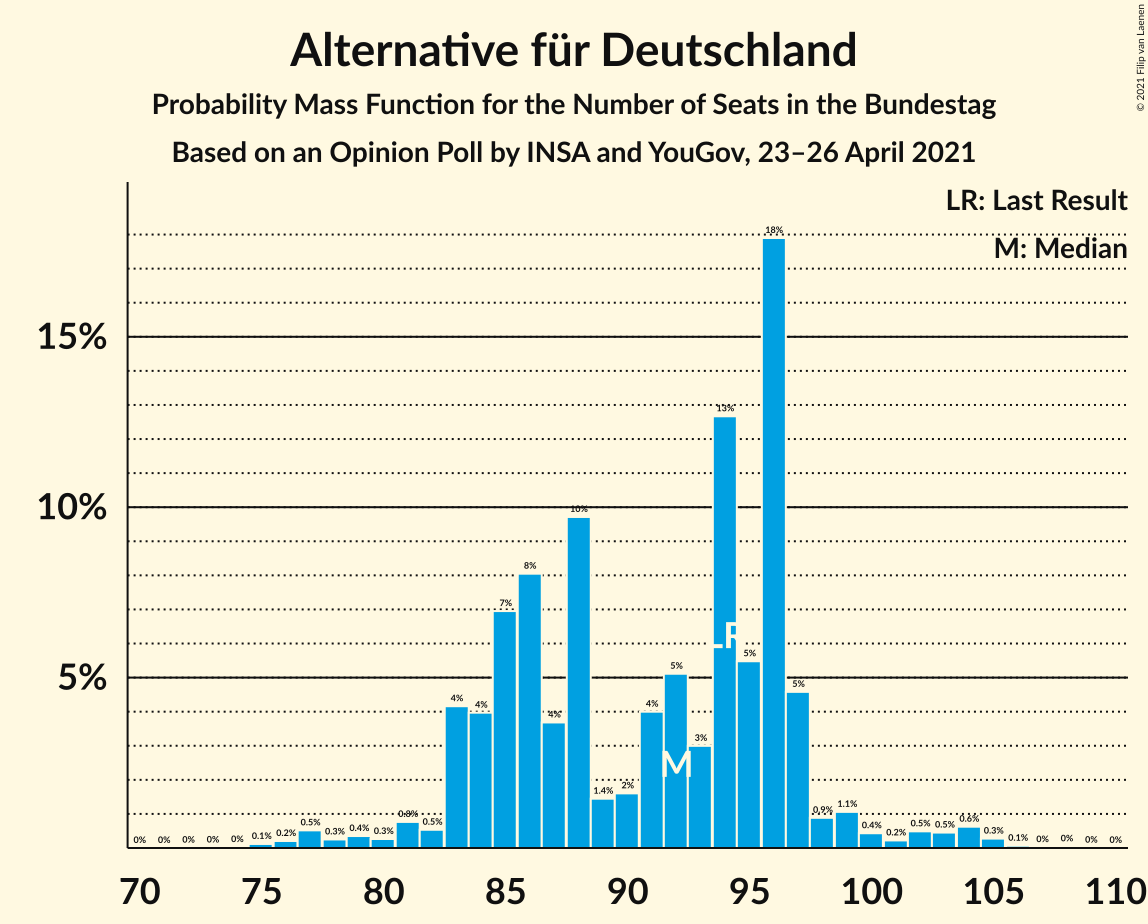 © 2021 Filip van Laenen
Alternative für Deutschland
Probability Mass Function for the Number of Seats in the Bundestag
Based on an Opinion Poll by INSA and YouGov, 23–26 April 2021
LR: Last Result
M: Median
15%
10%
5%
0% 0% 0% 0% 0% 0.1% 0.2% 0.5% 0.3% 0.4% 0.3% 0.8% 0.5% 4% 4% 7% 8% 4% 10% 1.4% 2% 4% 5% 3% 13% 5% 18% 5% 0.9% 1.1% 0.4% 0.2% 0.5% 0.5% 0.6% 0.3% 0.1% 0% 0% 0% 0%
LR
M
70 75 80 85 90 95 100 105 110